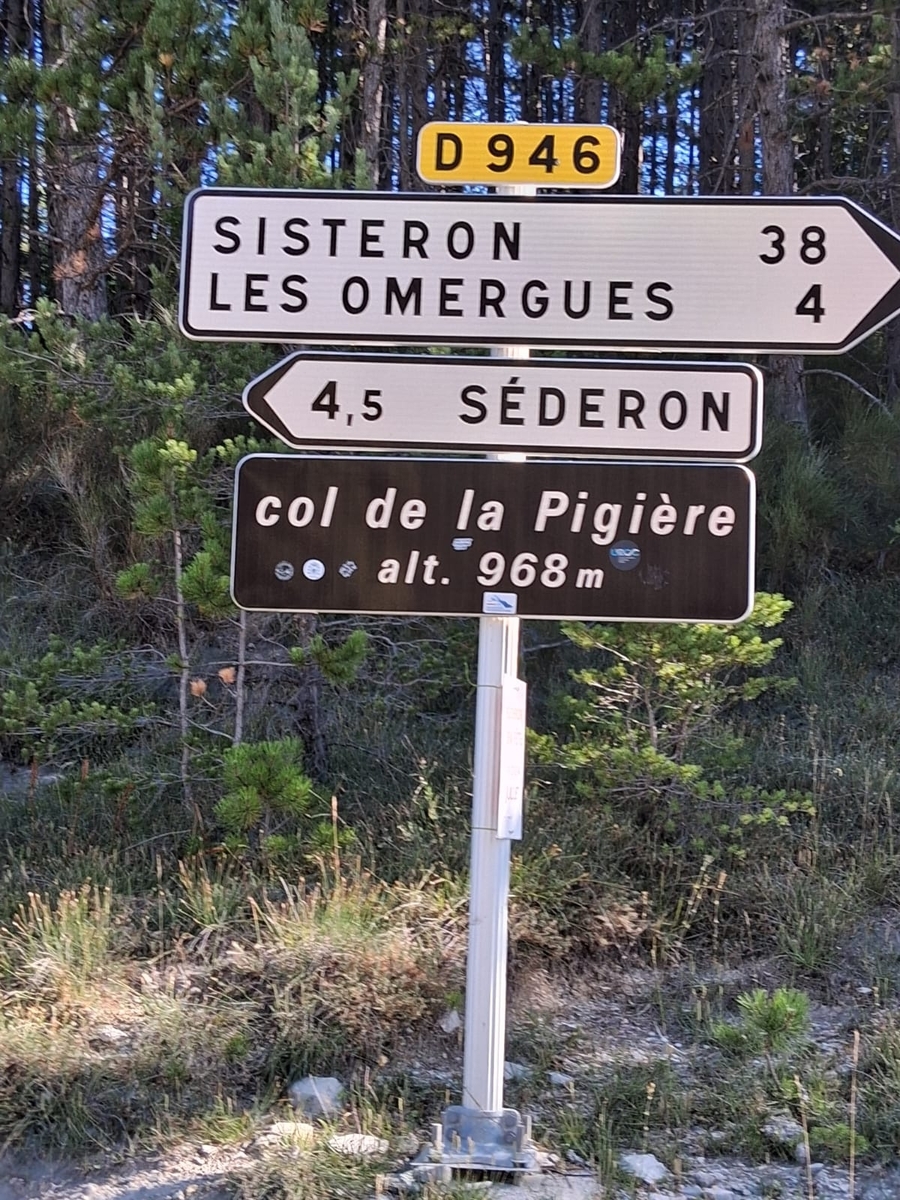 D 946
SISTERON 38
LES OMERGUES 4
4,5 SÉDERON
col de la Pigière
alt. 968 m